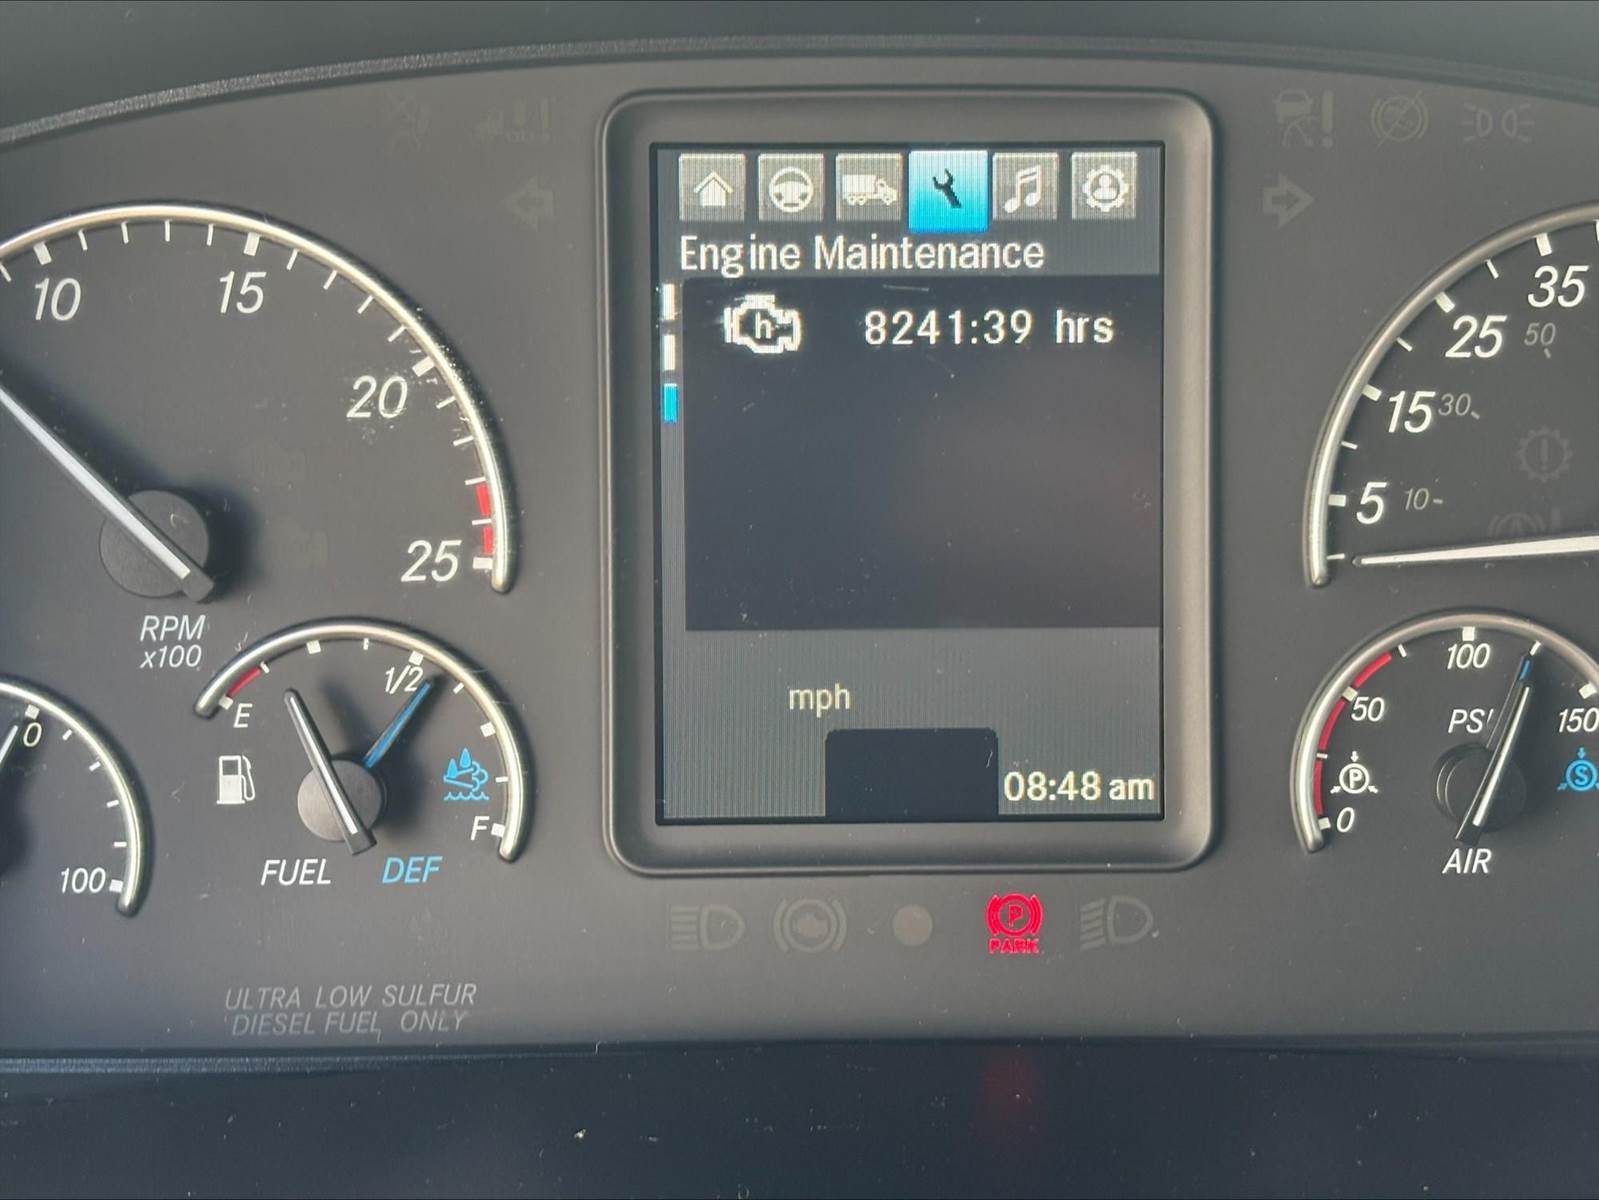 Engine Maintenance
h 8241:39 hrs
mph
08:48 am
10 15 20 25
RPM
x100
E 1/2 F
FUEL DEF
0 100
ULTRA LOW SULFUR
DIESEL FUEL ONLY
5 15 25 35
10 30 50
0 50 100 150
PSI
P
S
AIR
P
PARK